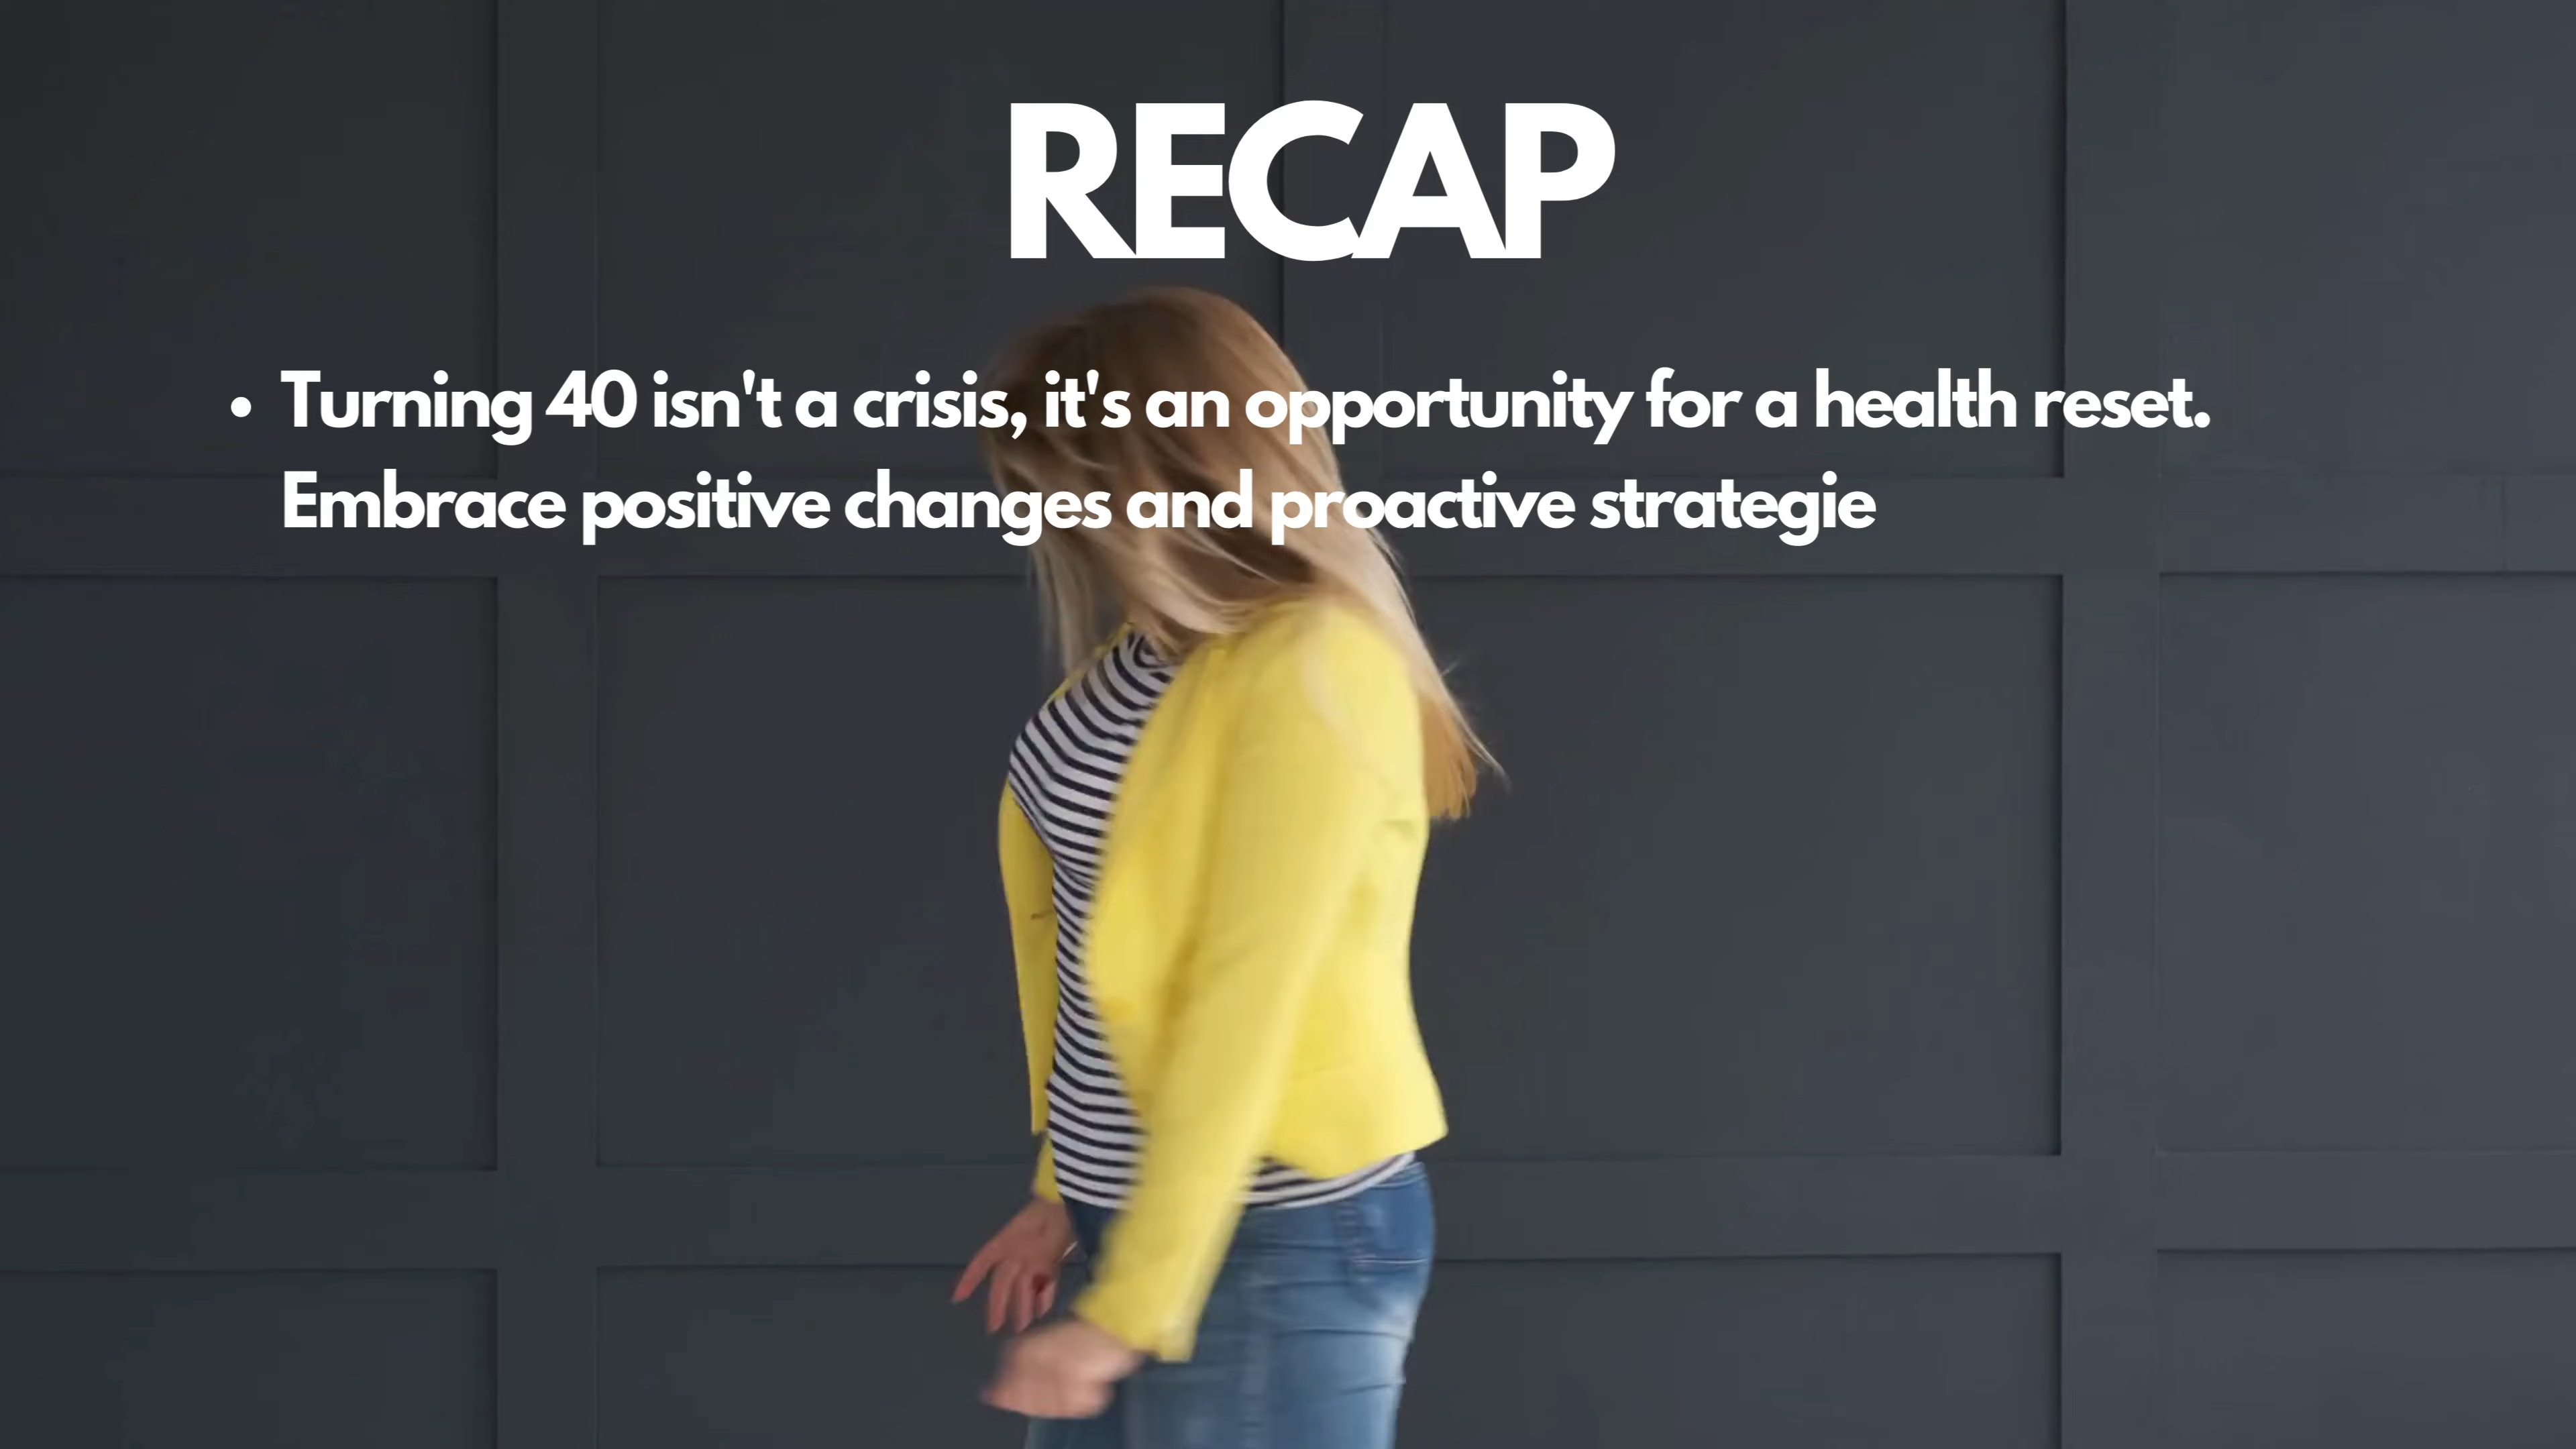 RECAP
• Turning 40 isn't a crisis, it's an opportunity for a health reset.
Embrace positive changes and proactive strategie